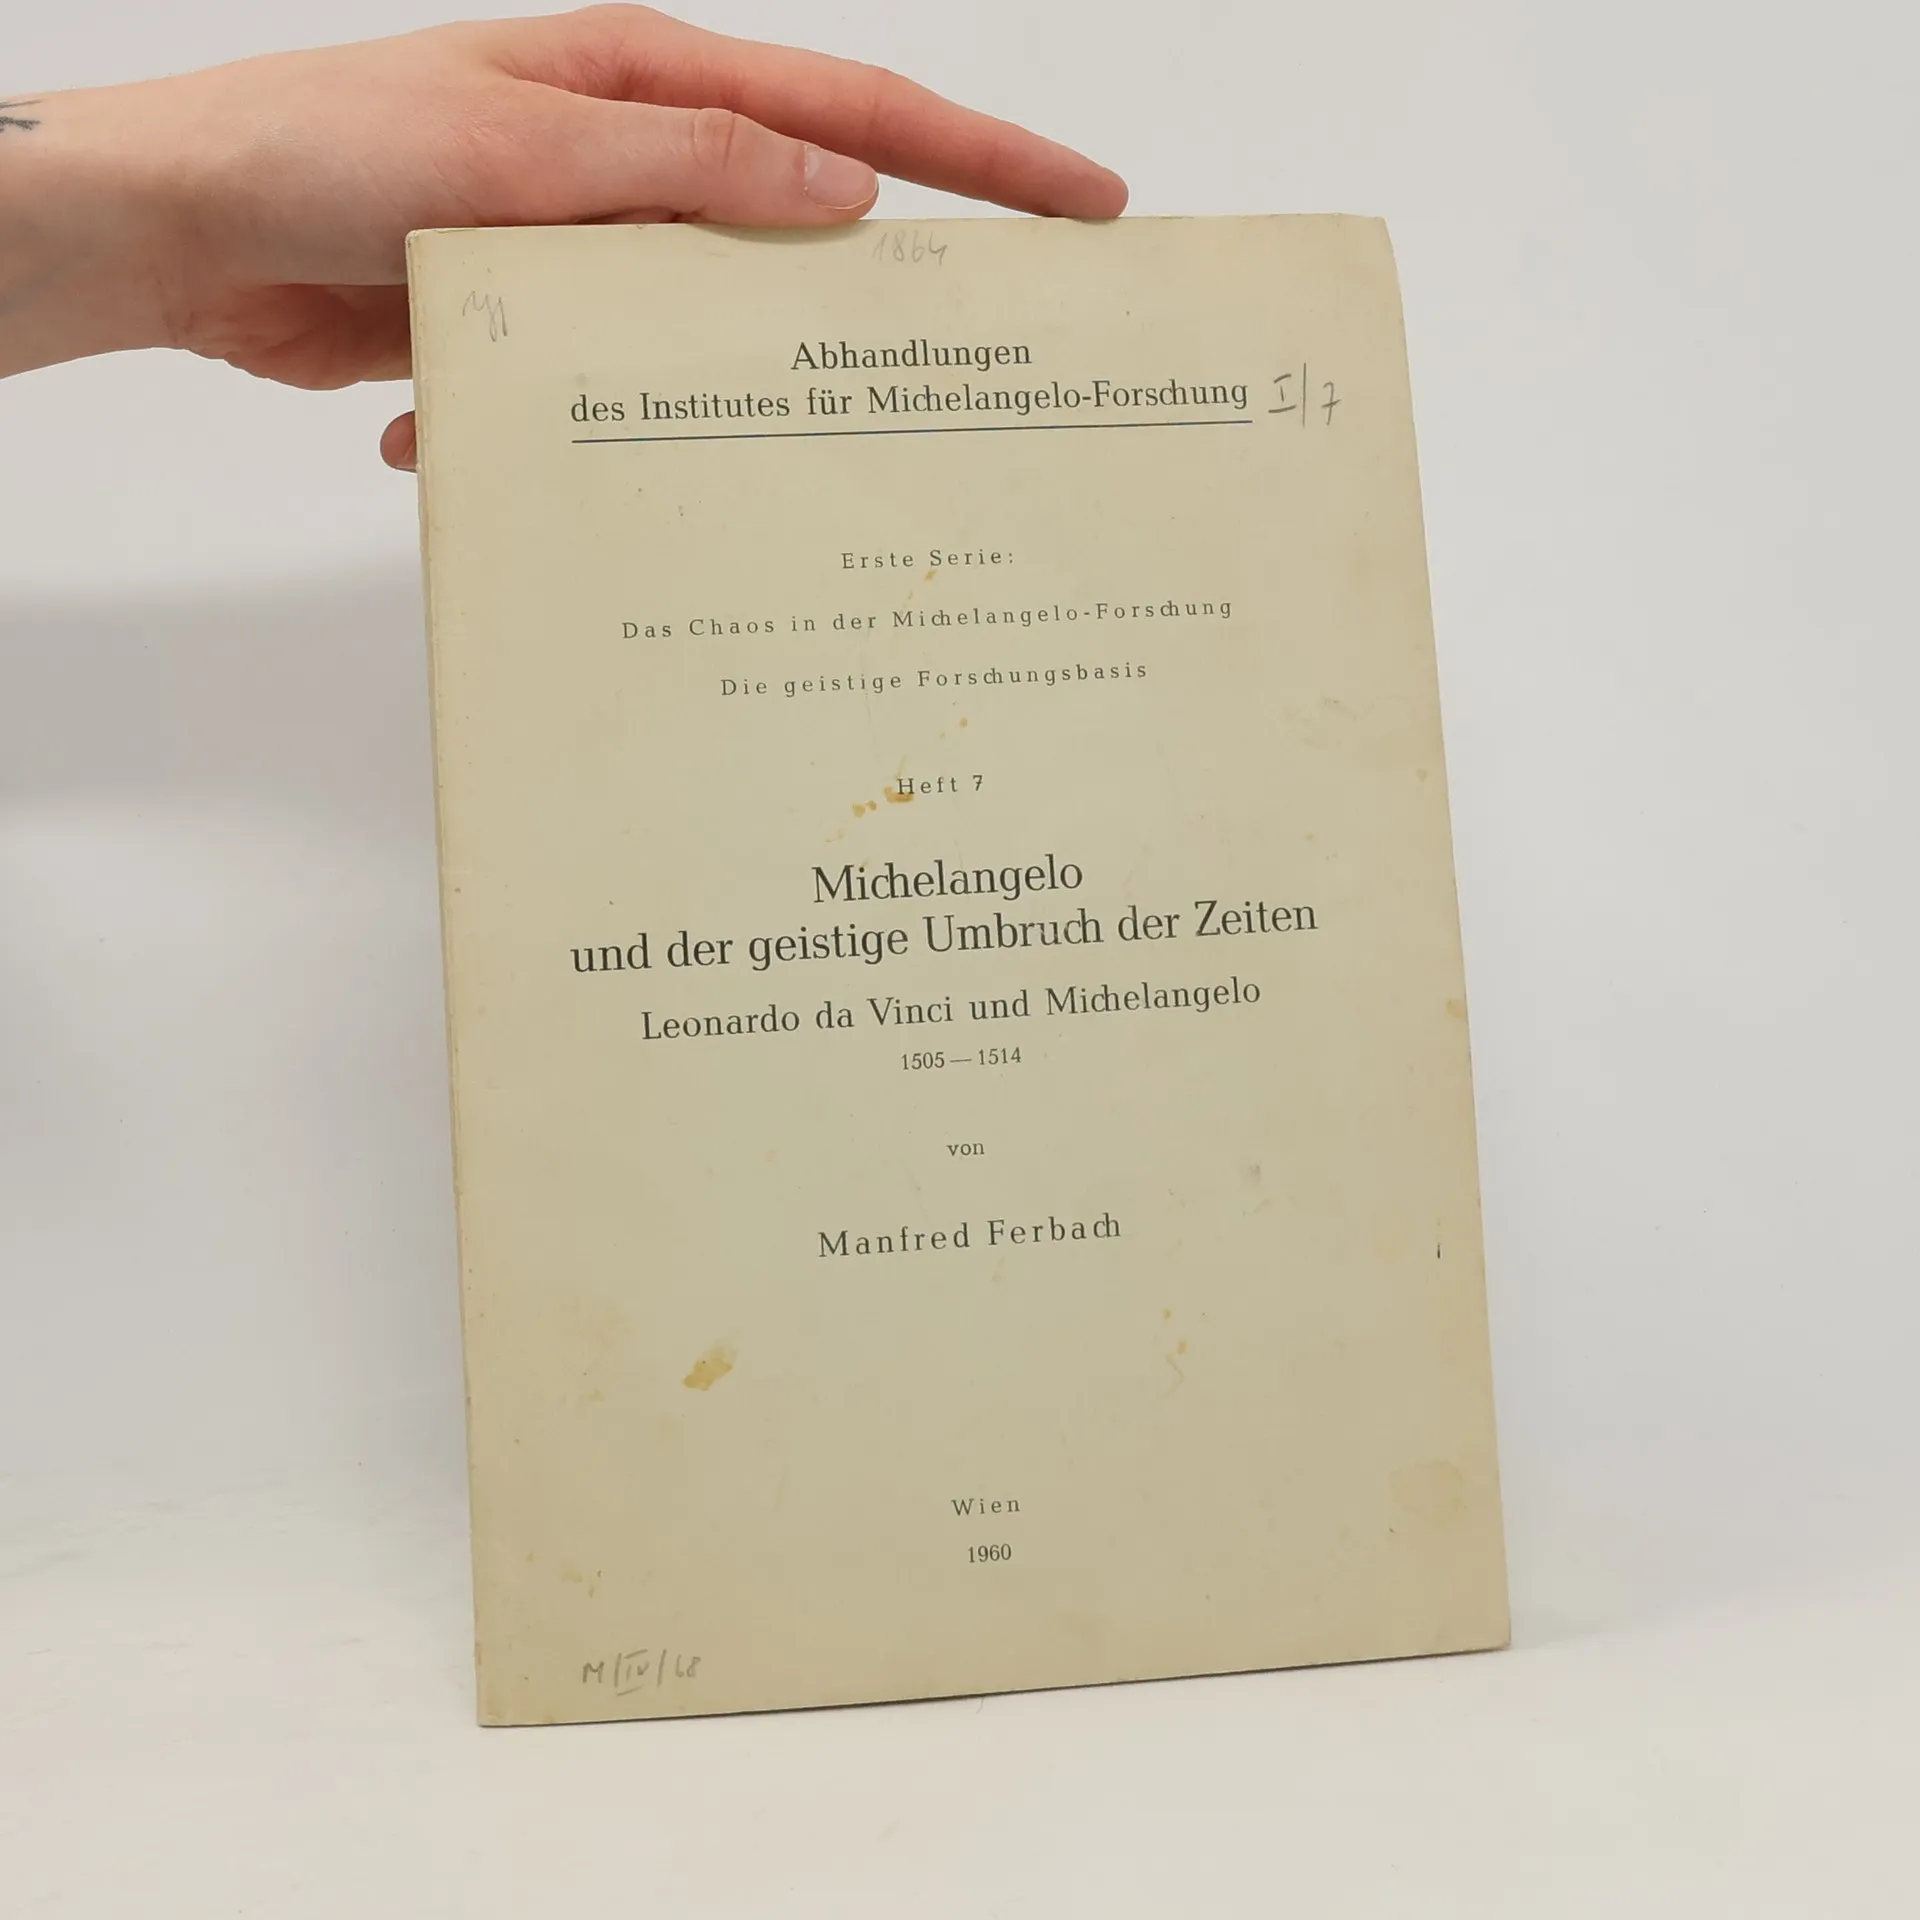 1864
Abhandlungen
des Institutes für Michelangelo-Forschung I/7
Erste Serie:
Das Chaos in der Michelangelo-Forschung
Die geistige Forschungsbasis
Heft 7
Michelangelo
und der geistige Umbruch der Zeiten
Leonardo da Vinci und Michelangelo
1505 — 1514
von
Manfred Ferbach
Wien
1960
M/IV/68